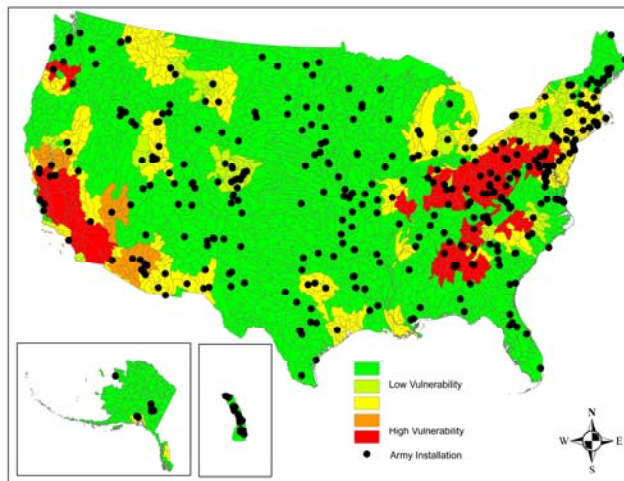 Low Vulnerability
High Vulnerability
Army Installation
N
W E
S